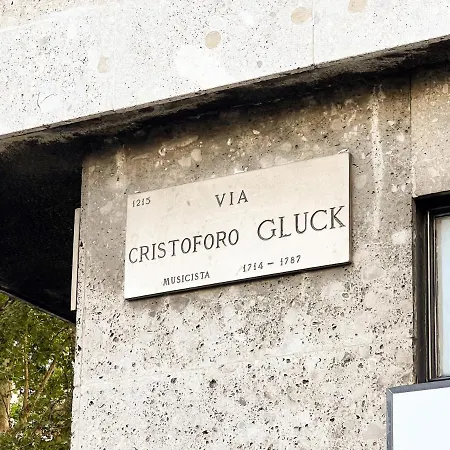 1215
VIA
CRISTOFORO GLUCK
MUSICISTA 1714 - 1787